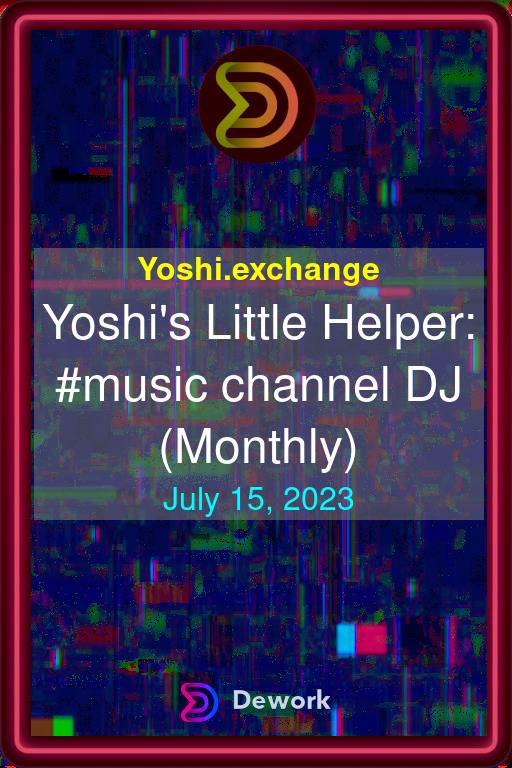 Yoshi.exchange
Yoshi's Little Helper:
#music channel DJ
(Monthly)
July 15, 2023
Dework